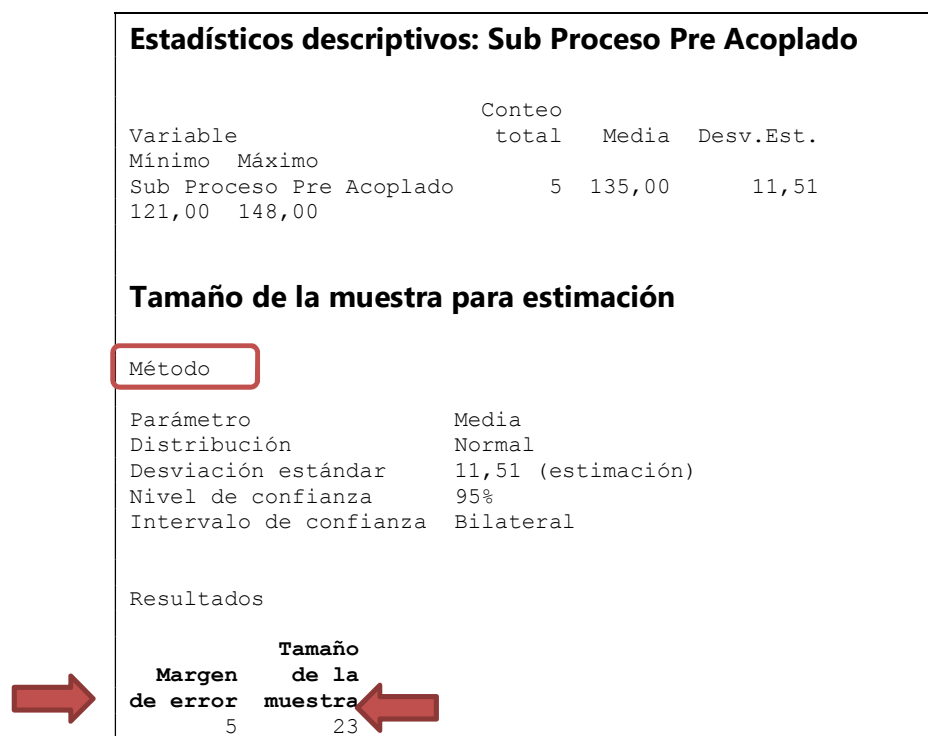 Estadísticos descriptivos: Sub Proceso Pre Acoplado
Conteo
Variable total Media Desv.Est.
Mínimo Máximo
Sub Proceso Pre Acoplado 5 135,00 11,51
121,00 148,00
Tamaño de la muestra para estimación
Método
Parámetro Media
Distribución Normal
Desviación estándar 11,51 (estimación)
Nivel de confianza 95%
Intervalo de confianza Bilateral
Resultados
Tamaño
Margen de la
de error muestra
5 23